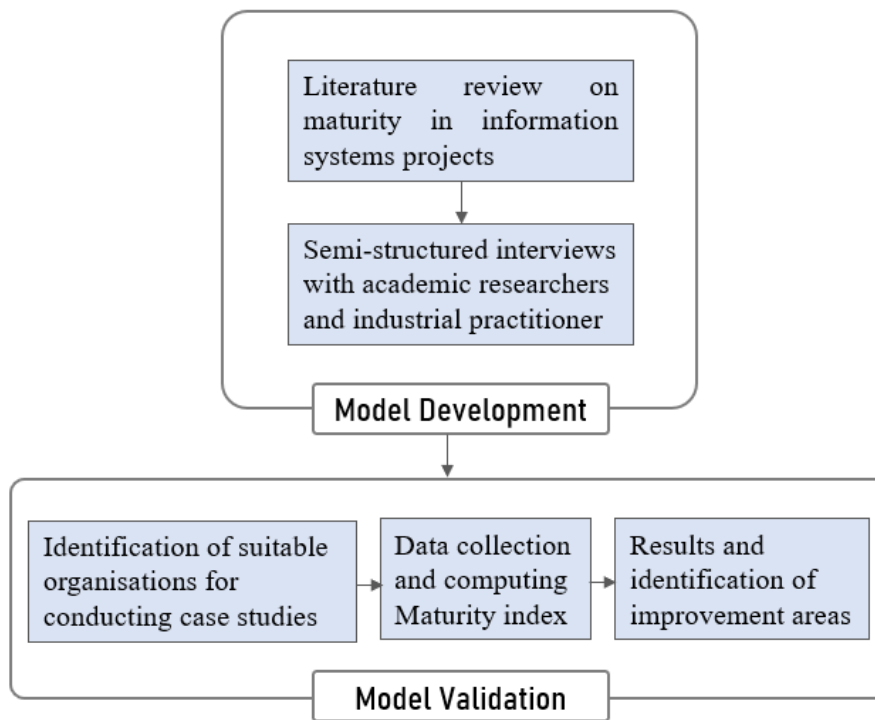 Literature review on
maturity in information
systems projects
Semi-structured interviews
with academic researchers
and industrial practitioner
Model Development
Identification of suitable
organisations for
conducting case studies
Data collection
and computing
Maturity index
Results and
identification of
improvement areas
Model Validation